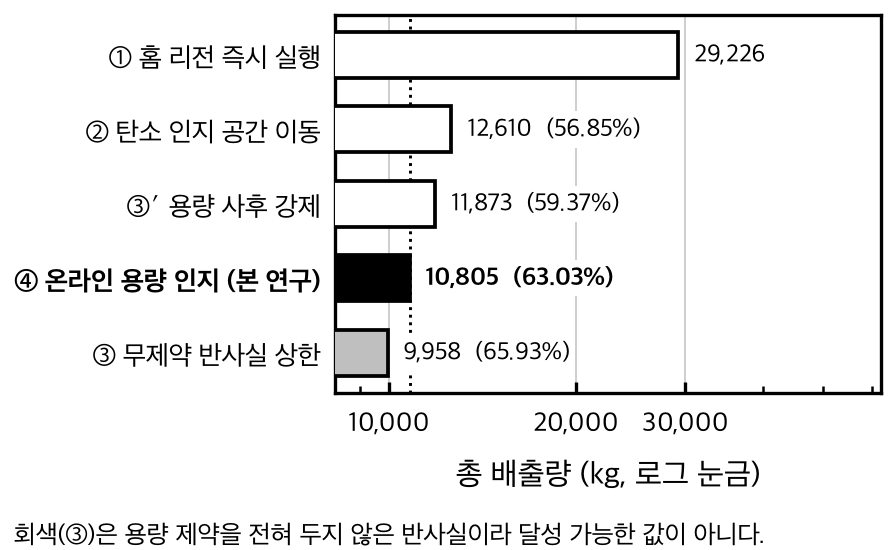 ① 홈 리전 즉시 실행 29,226
② 탄소 인지 공간 이동 12,610 (56.85%)
③′ 용량 사후 강제 11,873 (59.37%)
④ 온라인 용량 인지 (본 연구) 10,805 (63.03%)
③ 무제약 반사실 상한 9,958 (65.93%)
10,000 20,000 30,000
총 배출량 (kg, 로그 눈금)
회색(③)은 용량 제약을 전혀 두지 않은 반사실이라 달성 가능한 값이 아니다.